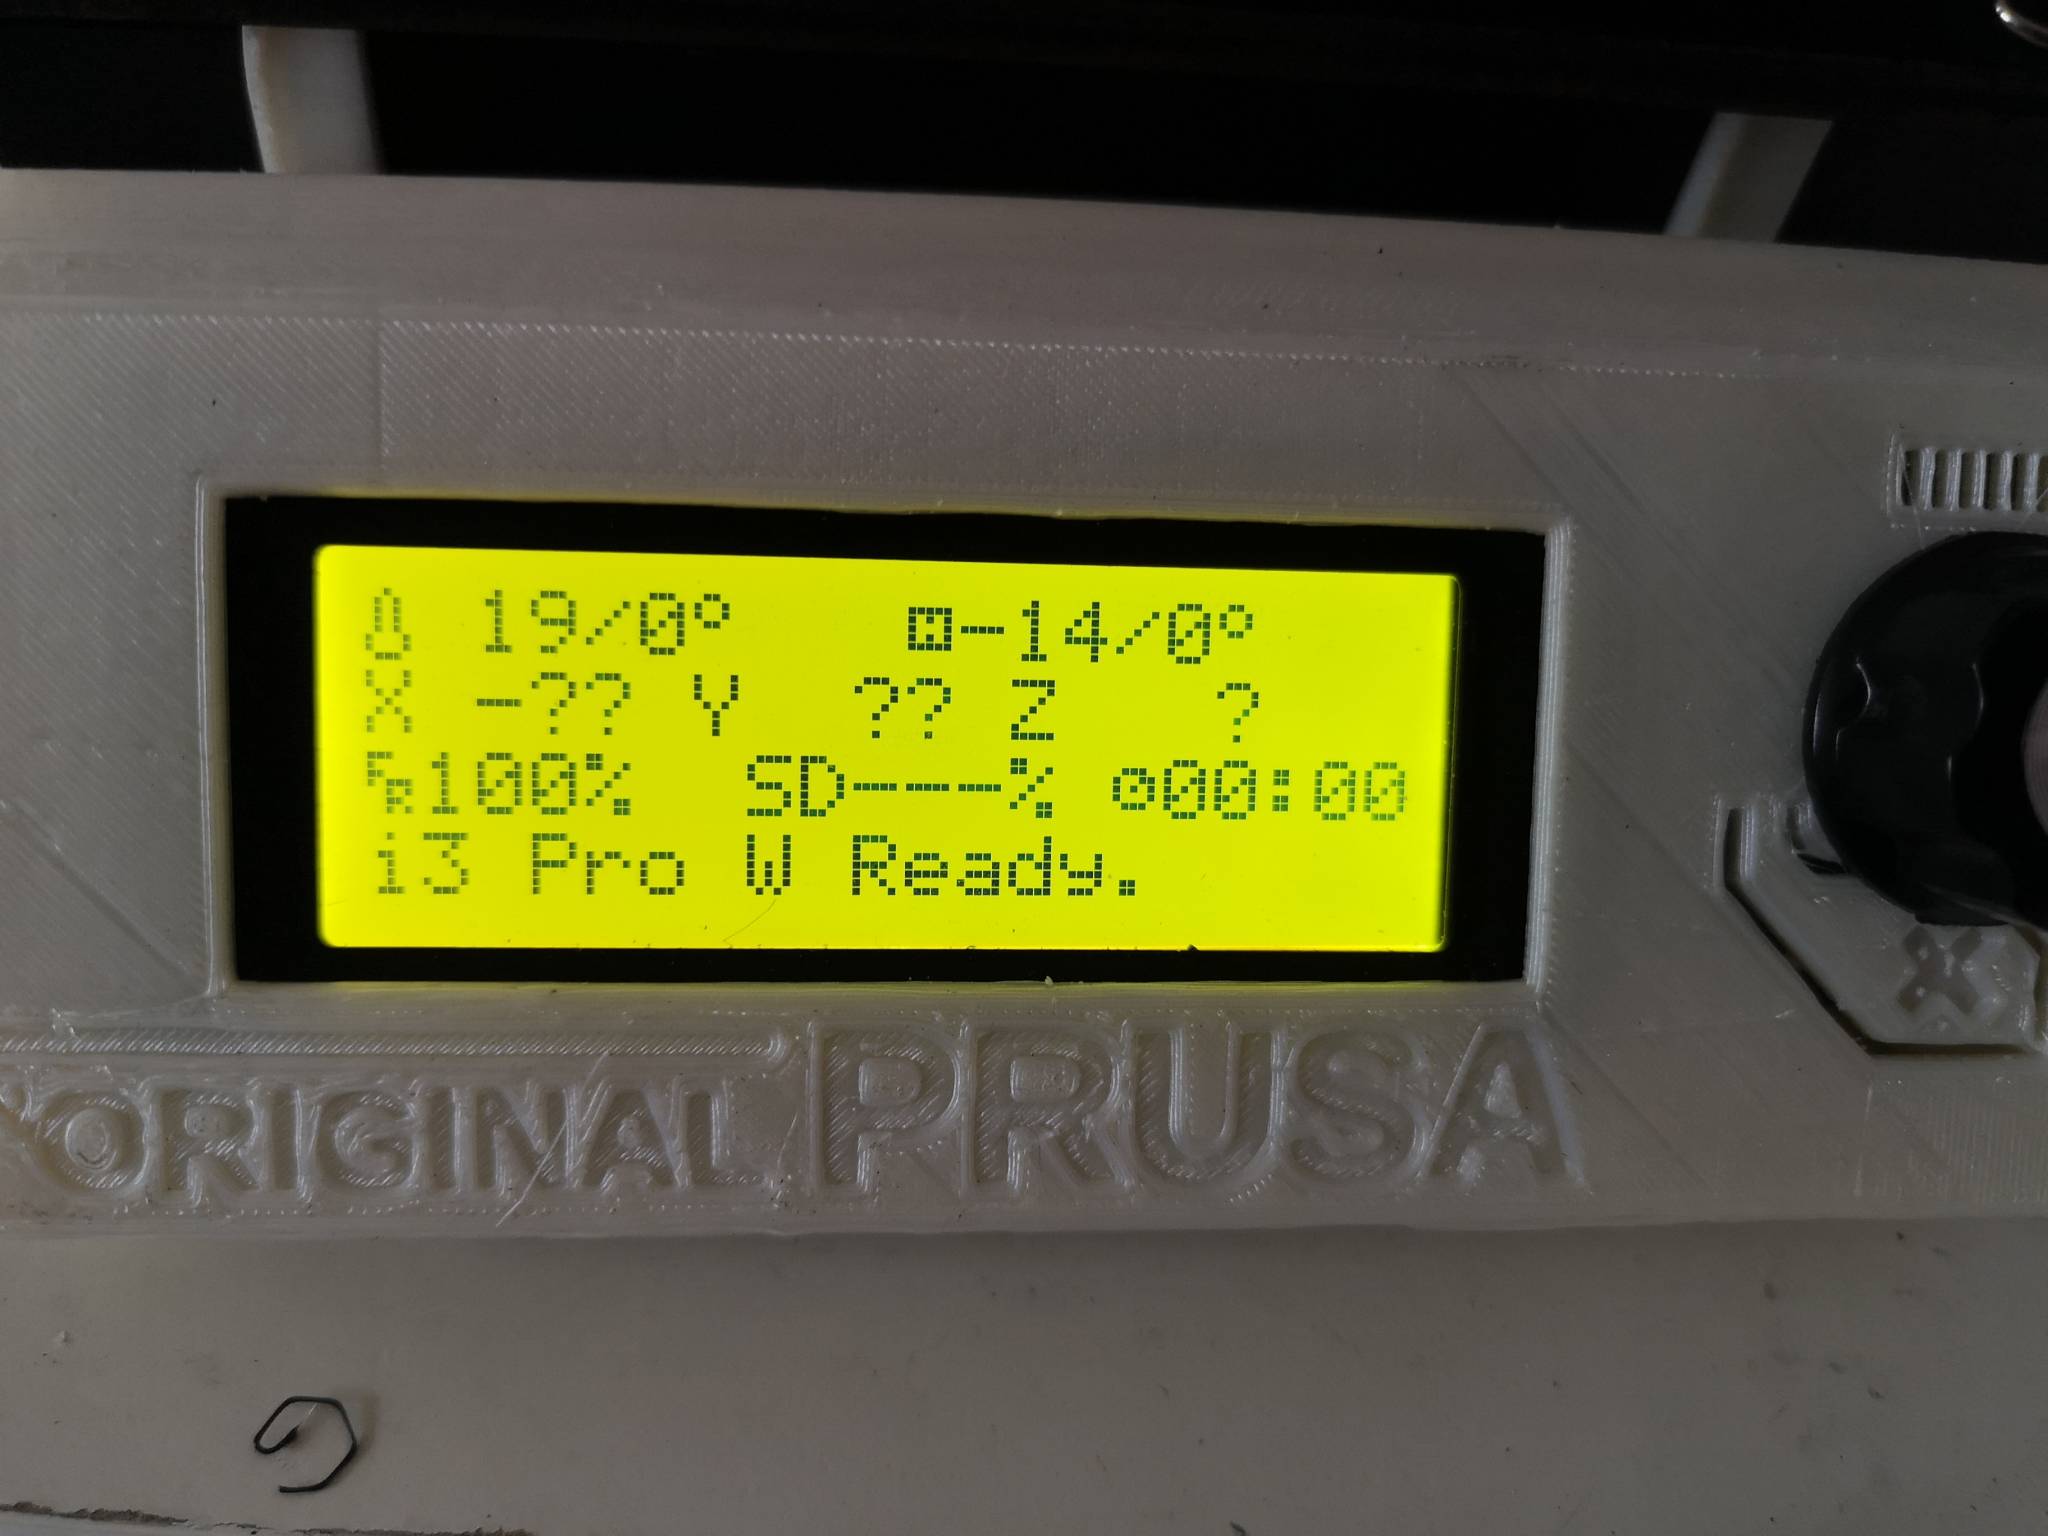 19/0° -14/0°
X -?? Y ?? Z ?
100% SD---% 00:00
i3 Pro W Ready.
ORIGINAL PRUSA
X